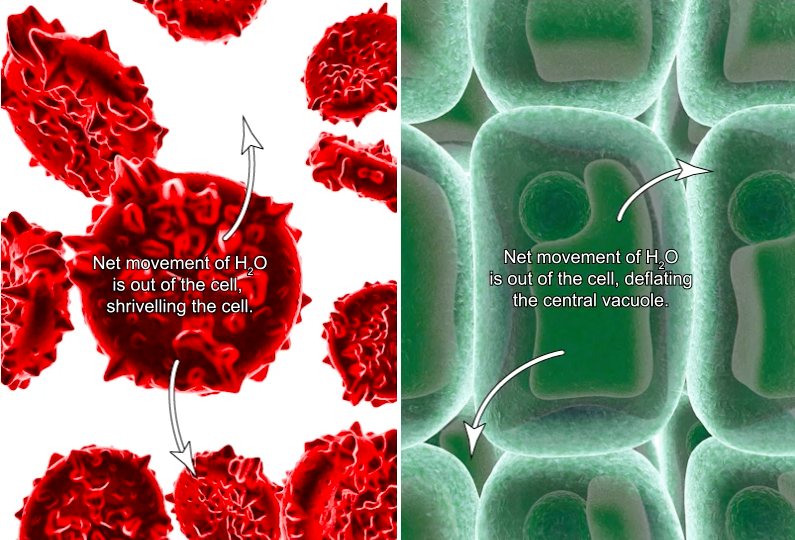 Net movement of H₂O
is out of the cell,
shrivelling the cell.
Net movement of H₂O
is out of the cell, deflating
the central vacuole.